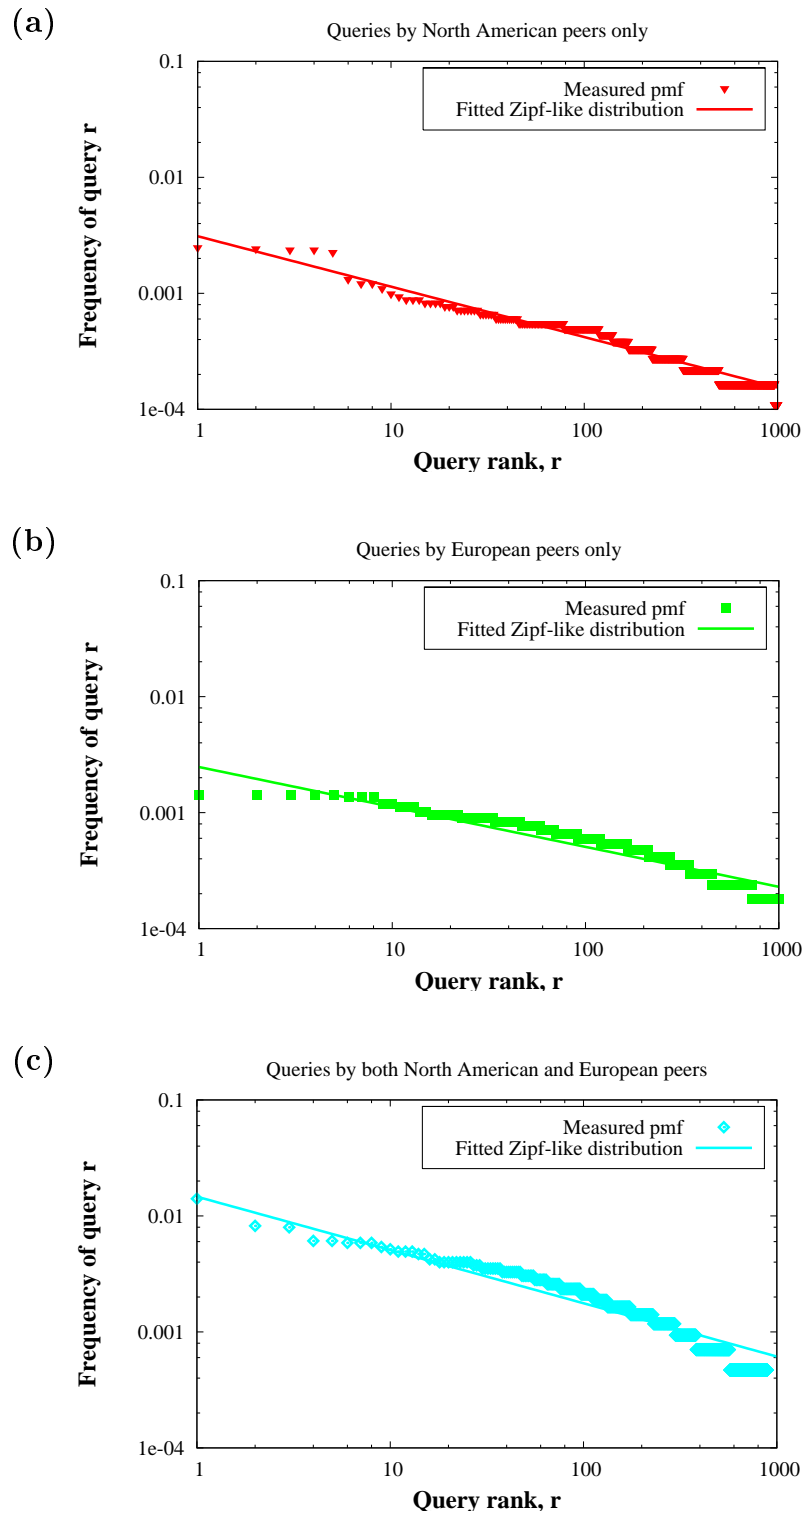 (a)
Queries by North American peers only
Measured pmf
Fitted Zipf-like distribution
Frequency of query r
0.1
0.01
0.001
1e-04
1 10 100 1000
Query rank, r
(b)
Queries by European peers only
Measured pmf
Fitted Zipf-like distribution
Frequency of query r
0.1
0.01
0.001
1e-04
1 10 100 1000
Query rank, r
(c)
Queries by both North American and European peers
Measured pmf
Fitted Zipf-like distribution
Frequency of query r
0.1
0.01
0.001
1e-04
1 10 100 1000
Query rank, r